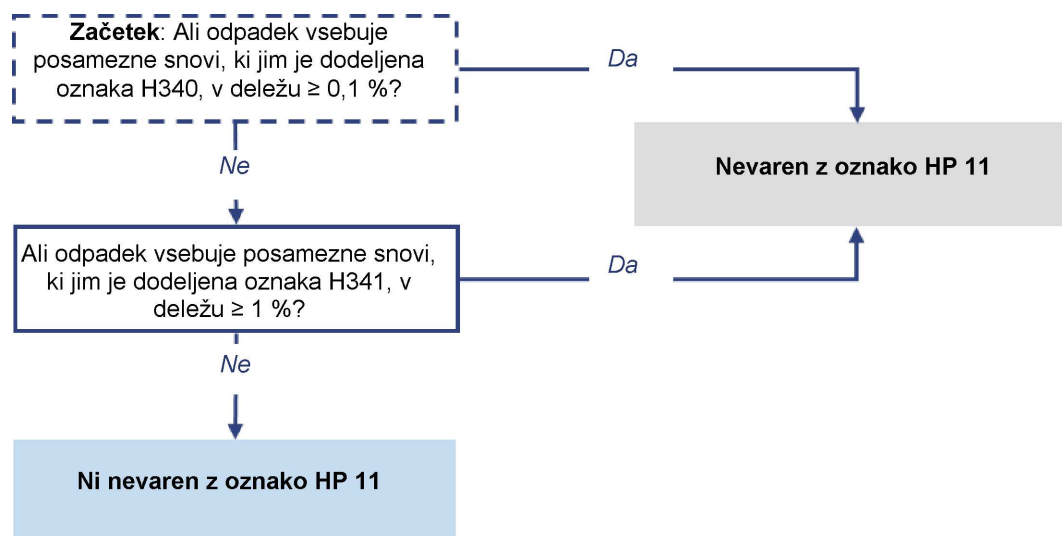 Začetek: Ali odpadek vsebuje
posamezne snovi, ki jim je dodeljena
oznaka H340, v deležu ≥ 0,1 %?
Da
Nevaren z oznako HP 11
Ne
Ali odpadek vsebuje posamezne snovi,
ki jim je dodeljena oznaka H341, v
deležu ≥ 1 %?
Da
Ne
Ni nevaren z oznako HP 11